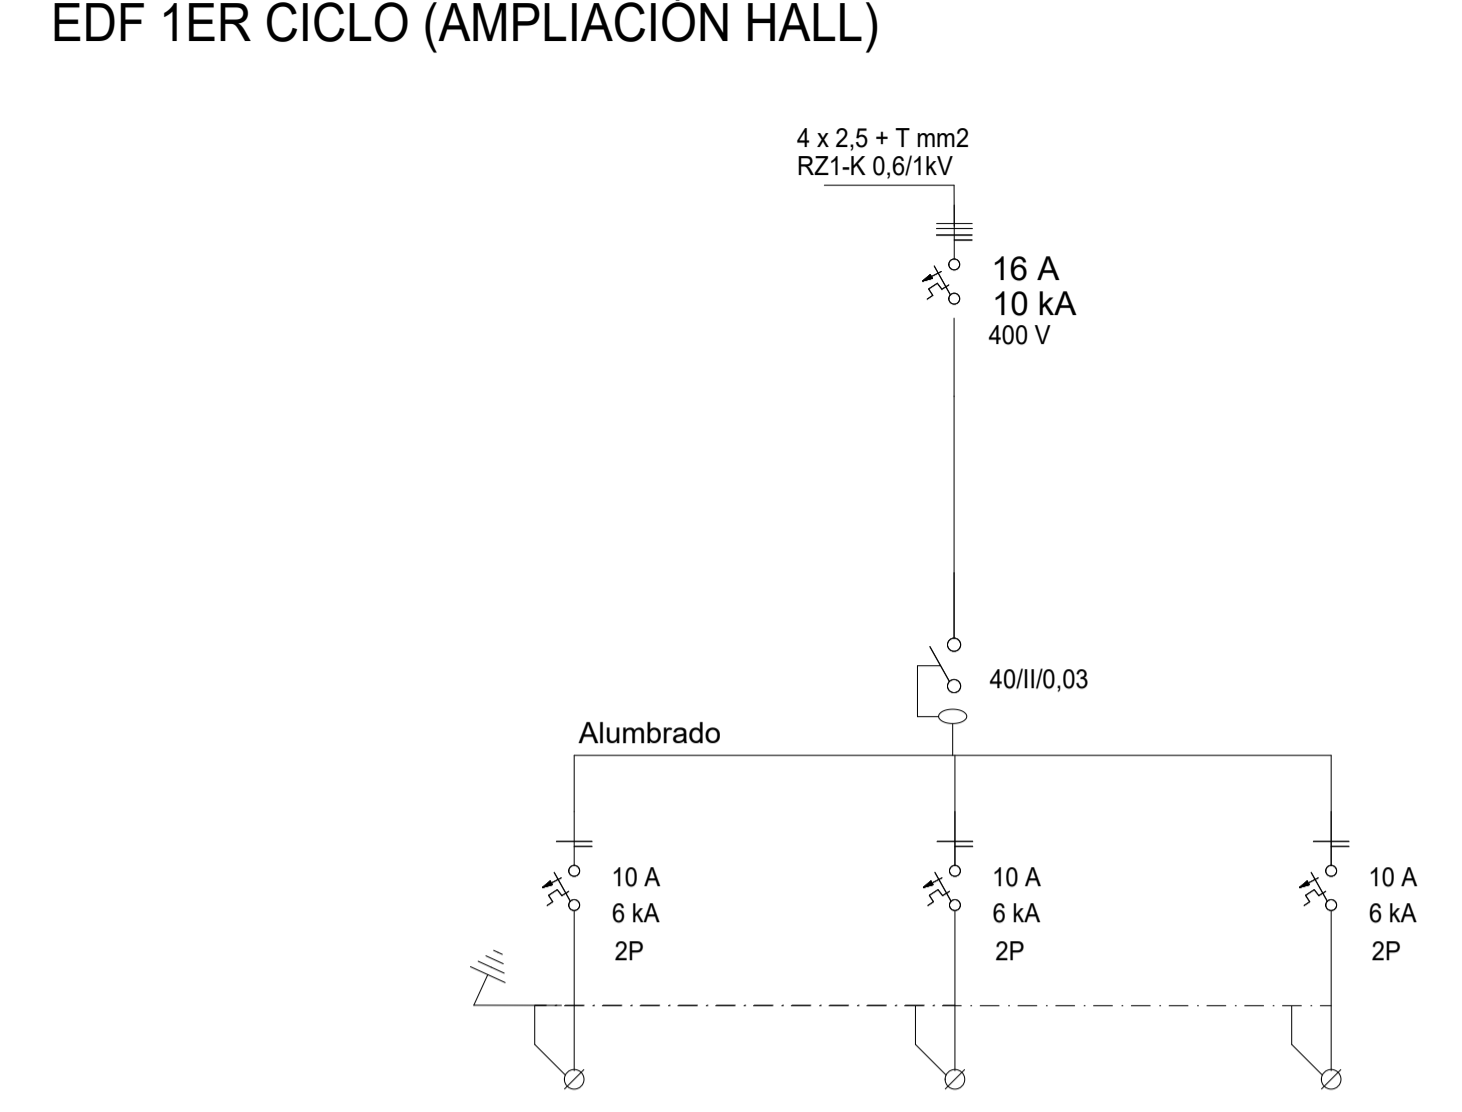 EDF 1ER CICLO (AMPLIACIÓN HALL)
4 x 2,5 + T mm2
RZ1-K 0,6/1kV
16 A
10 kA
400 V
40/II/0,03
Alumbrado
10 A
6 kA
2P
10 A
6 kA
2P
10 A
6 kA
2P